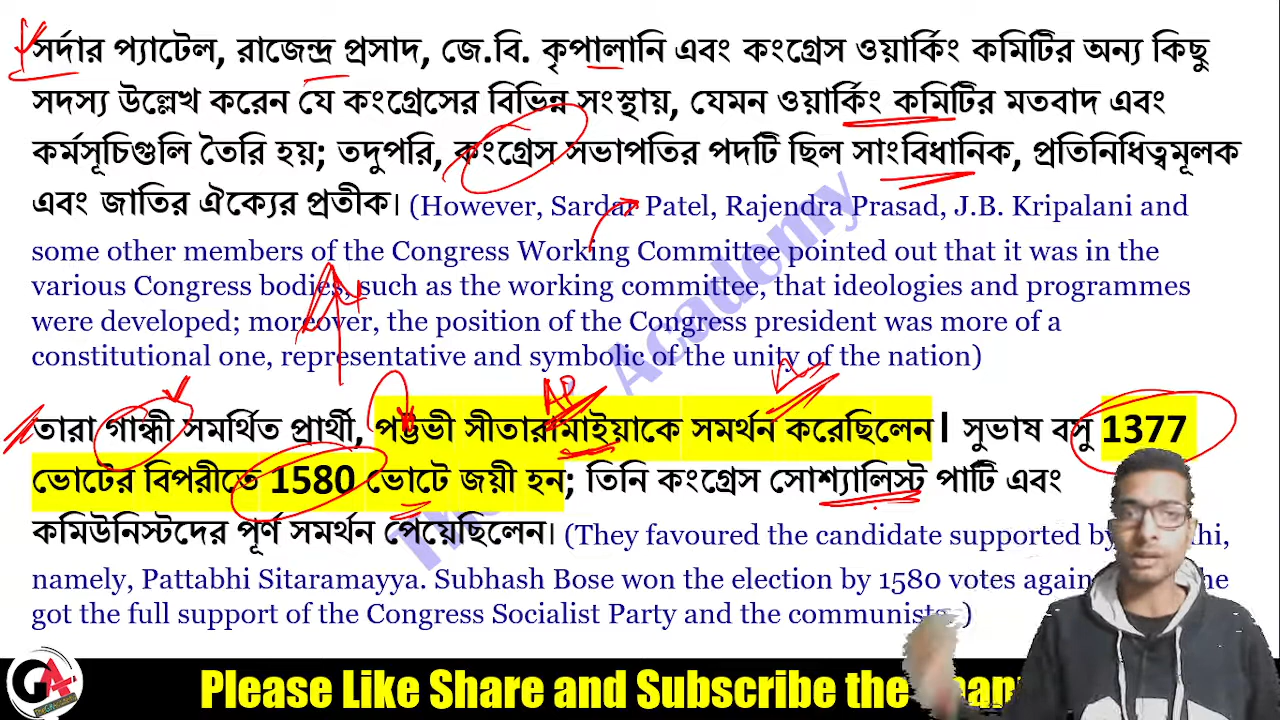 সর্দার প্যাটেল, রাজেন্দ্র প্রসাদ, জে.বি. কৃপালানি এবং কংগ্রেস ওয়ার্কিং কমিটির অন্য কিছু
সদস্য উল্লেখ করেন যে কংগ্রেসের বিভিন্ন সংস্থায়, যেমন ওয়ার্কিং কমিটির মতবাদ এবং
কর্মসূচিগুলি তৈরি হয়; তদুপরি, কংগ্রেস সভাপতির পদটি ছিল সাংবিধানিক, প্রতিনিধিত্বমূলক
এবং জাতির ঐক্যের প্রতীক। (However, Sardar Patel, Rajendra Prasad, J.B. Kripalani and
some other members of the Congress Working Committee pointed out that it was in the
various Congress bodies, such as the working committee, that ideologies and programmes
were developed; moreover, the position of the Congress president was more of a
constitutional one, representative and symbolic of the unity of the nation)
তারা গান্ধী সমর্থিত প্রার্থী, পট্টভী সীতারামাইয়াকে সমর্থন করেছিলেন। সুভাষ বসু 1377
ভোটের বিপরীতে 1580 ভোটে জয়ী হন; তিনি কংগ্রেস সোশ্যালিস্ট পার্টি এবং
কমিউনিস্টদের পূর্ণ সমর্থন পেয়েছিলেন। (They favoured the candidate supported by
namely, Pattabhi Sitaramayya. Subhash Bose won the election by 1580 votes
got the full support of the Congress Socialist Party and the communists.)
AP
Academy
GA
Please Like Share and Subscribe the